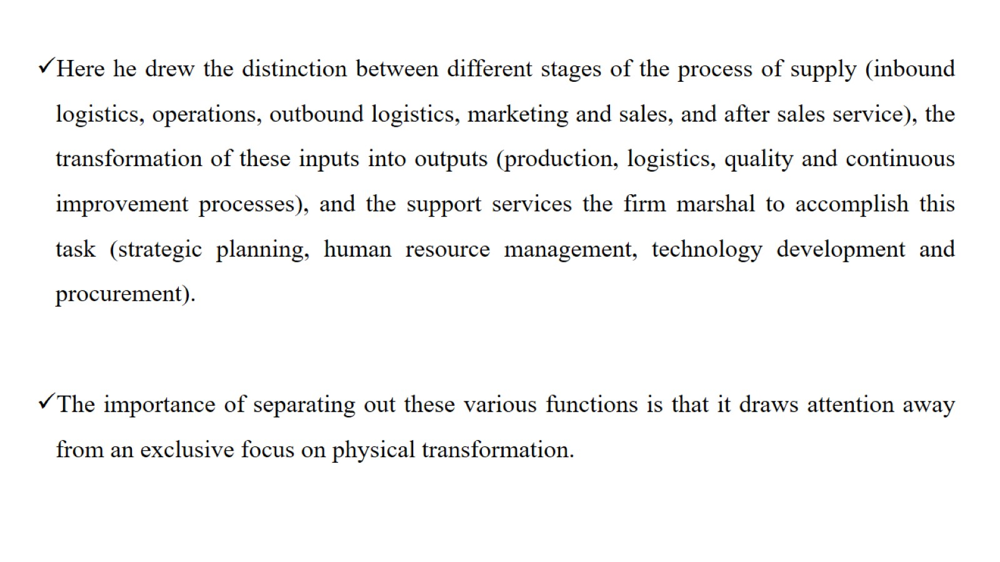 ✓Here he drew the distinction between different stages of the process of supply (inbound
logistics, operations, outbound logistics, marketing and sales, and after sales service), the
transformation of these inputs into outputs (production, logistics, quality and continuous
improvement processes), and the support services the firm marshal to accomplish this
task (strategic planning, human resource management, technology development and
procurement).
✓The importance of separating out these various functions is that it draws attention away
from an exclusive focus on physical transformation.